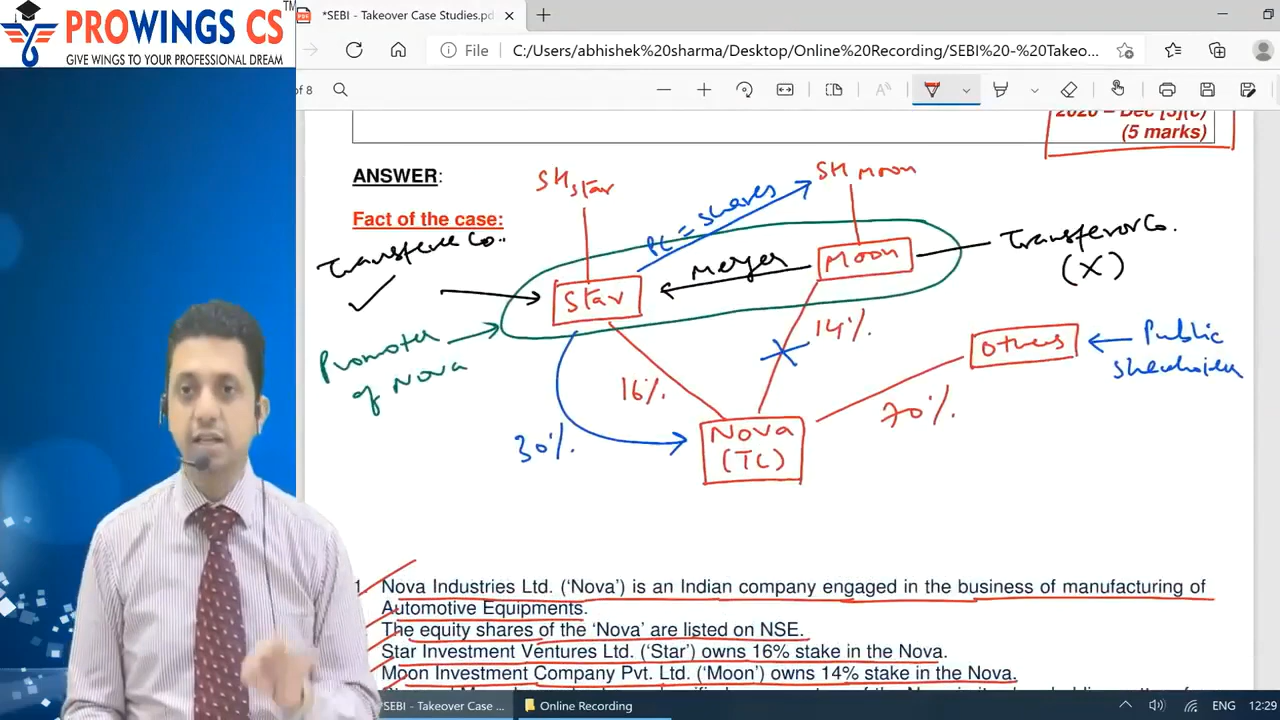 PROWINGS CS TM
GIVE WINGS TO YOUR PROFESSIONAL DREAM
PDF
*SEBI - Takeover Case Studies.pd
File
C:/Users/abhishek%20sharma/Desktop/Online%20Recording/SEBI%20-%20Takeo...
of 8
2020 – Dec [5](c)
(5 marks)
ANSWER:
Fact of the case:
SH Star
SH Moon
PC = Shares
Transferee Co..
Transferor Co.
(X)
Merger
Moon
Star
Promoter
of Nova
14%
16%
30%
70%
Others
Public
Shareholder
Nova
(TC)
1 Nova Industries Ltd. ('Nova') is an Indian company engaged in the business of manufacturing of
Automotive Equipments.
The equity shares of the 'Nova' are listed on NSE.
Star Investment Ventures Ltd. ('Star') owns 16% stake in the Nova.
Moon Investment Company Pvt. Ltd. ('Moon') owns 14% stake in the Nova.
*SEBI - Takeover Case ...
Online Recording
ENG
12:29